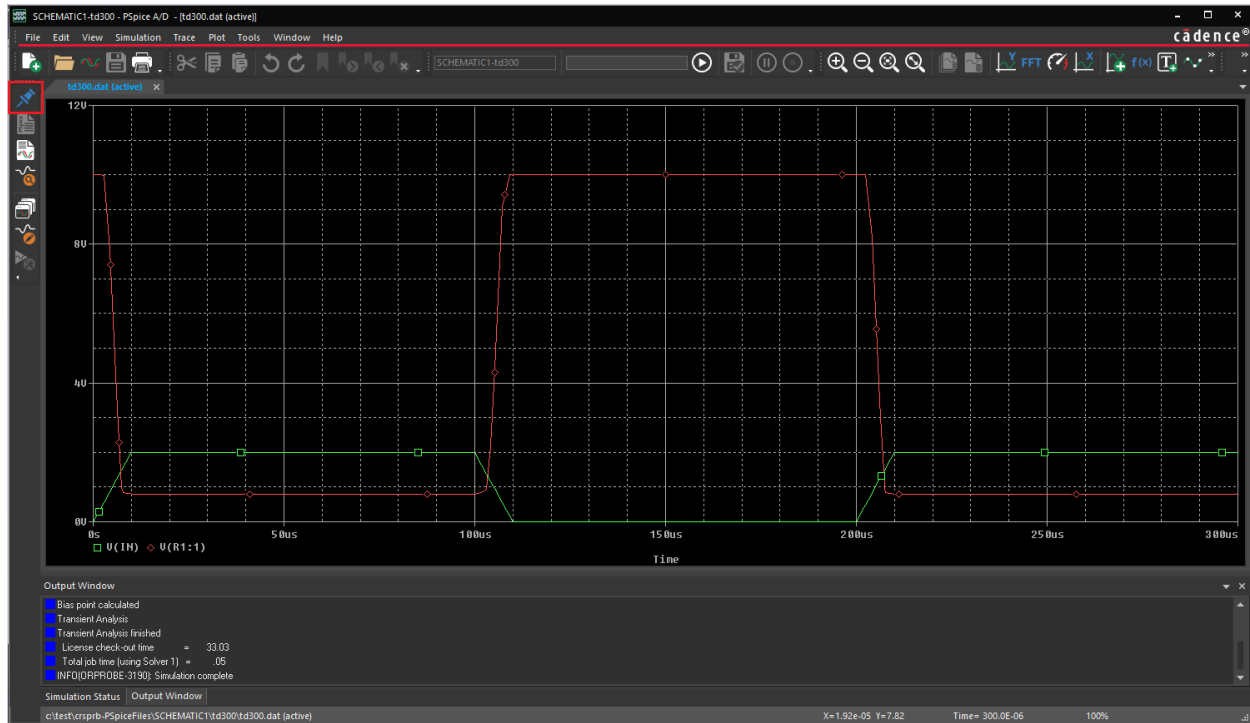 SCHEMATIC1-td300 - PSpice A/D - [td300.dat (active)]
File Edit View Simulation Trace Plot Tools Window Help
cādence®
SCHEMATIC1-td300
Y FFT X f(x) T
td300.dat (active)
12V
8V
4V
0V
0s 50us 100us 150us 200us 250us 300us
V(IN) V(R1:1)
Time
Output Window
Bias point calculated
Transient Analysis
Transient Analysis finished
License check-out time = 33.03
Total job time (using Solver 1) = .05
INFO(ORPROBE-3190): Simulation complete
Simulation Status Output Window
c:\test\crsprb-PSpiceFiles\SCHEMATIC1\td300\td300.dat (active) X=1.92e-05 Y=7.82 Time= 300.0E-06 100%